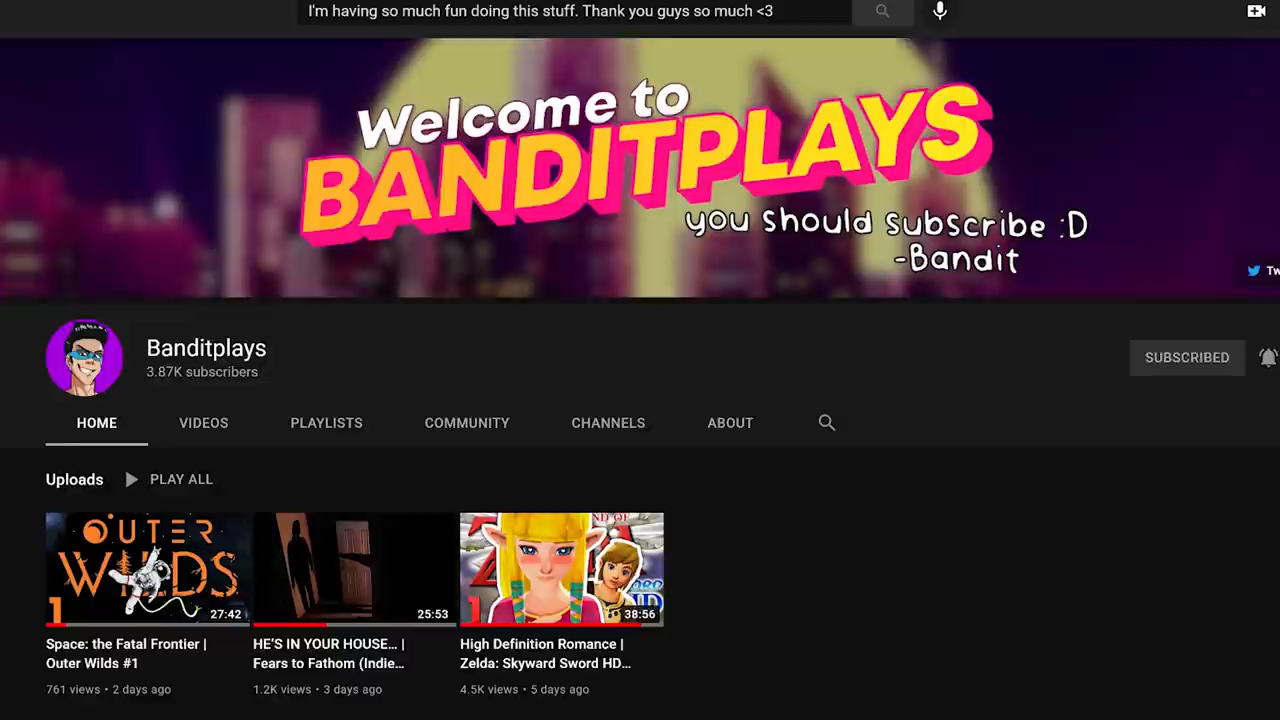 I'm having so much fun doing this stuff. Thank you guys so much <3
Welcome to
BANDITPLAYS
you should subscribe :D
-Bandit
Banditplays
3.87K subscribers
SUBSCRIBED
HOME VIDEOS PLAYLISTS COMMUNITY CHANNELS ABOUT
Uploads PLAY ALL
OUTER
WILDS
1
27:42
25:53
38:56
Space: the Fatal Frontier |
Outer Wilds #1
761 views • 2 days ago
HE'S IN YOUR HOUSE... |
Fears to Fathom (Indie...
1.2K views • 3 days ago
High Definition Romance |
Zelda: Skyward Sword HD...
4.5K views • 5 days ago